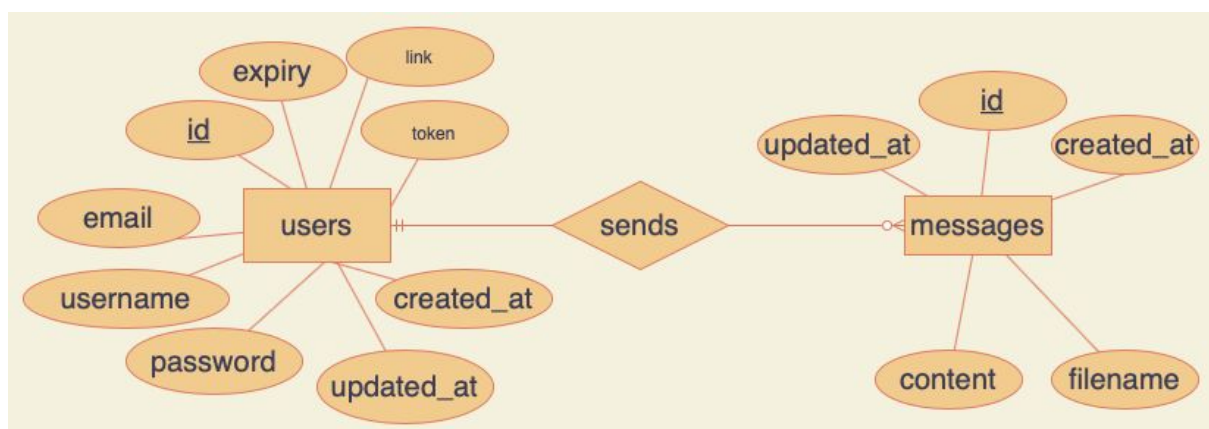 link
expiry
id
token
email
users
username
password
created_at
updated_at
sends
id
updated_at
created_at
messages
content
filename